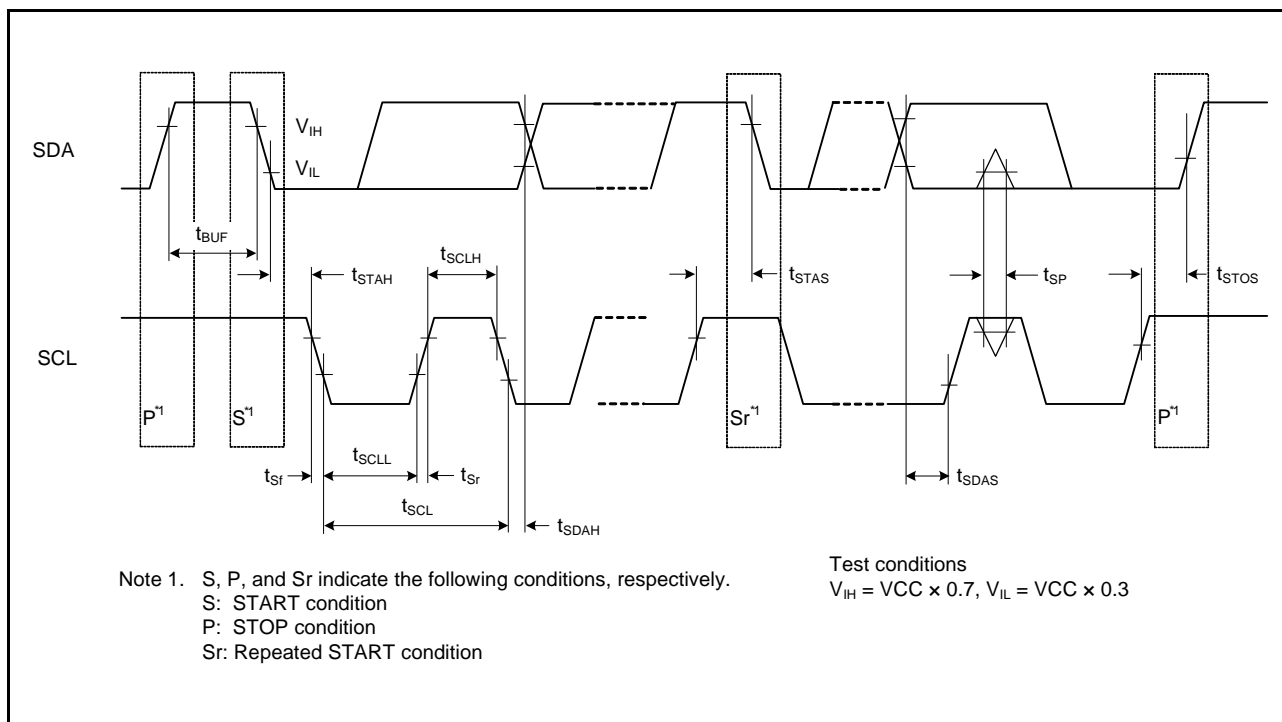 SDA
V_IH
V_IL
t_BUF
t_STAH
t_SCLH
t_STAS
t_SP
t_STOS
SCL
P*1
S*1
Sr*1
P*1
t_Sf
t_SCLL
t_Sr
t_SDAS
t_SCL
t_SDAH
Note 1. S, P, and Sr indicate the following conditions, respectively.
S: START condition
P: STOP condition
Sr: Repeated START condition
Test conditions
V_IH = VCC × 0.7, V_IL = VCC × 0.3